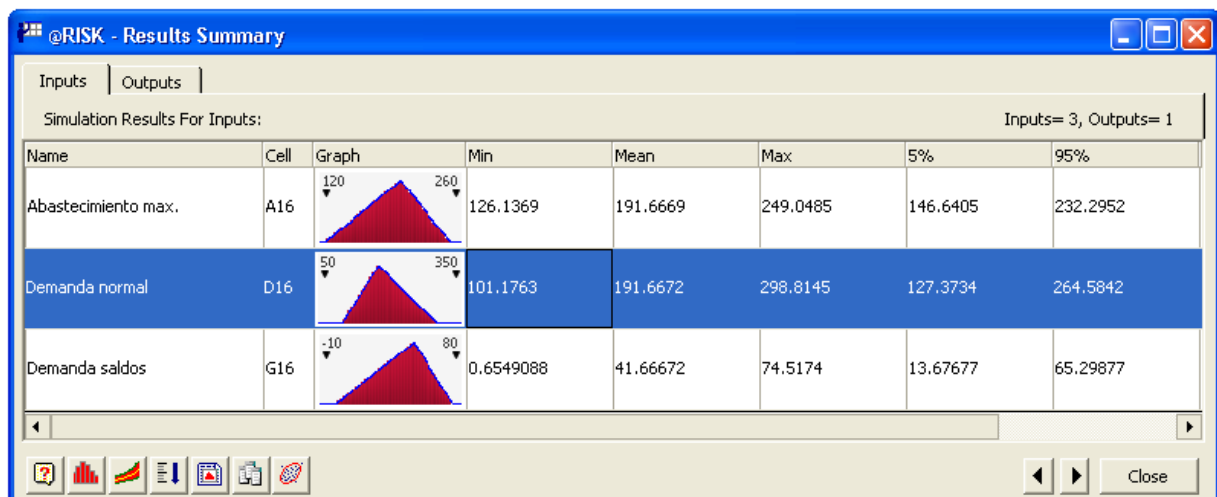 @RISK - Results Summary
Inputs Outputs
Simulation Results For Inputs: Inputs= 3, Outputs= 1
Name Cell Graph Min Mean Max 5% 95%
120 260
Abastecimiento max. A16 126.1369 191.6669 249.0485 146.6405 232.2952
50 350
Demanda normal D16 101.1763 191.6672 298.8145 127.3734 264.5842
-10 80
Demanda saldos G16 0.6549088 41.66672 74.5174 13.67677 65.29877
Close